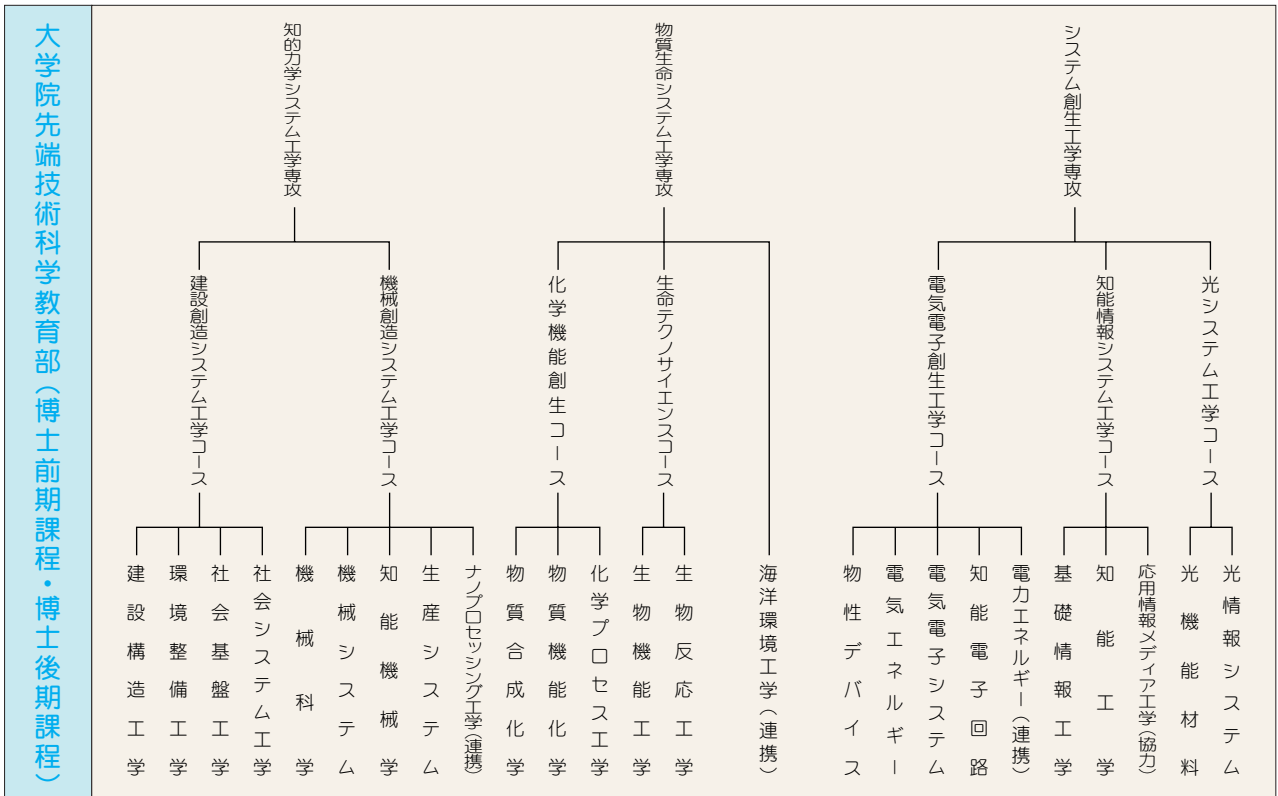 大学院先端技術科学教育部（博士前期課程・博士後期課程）
知的力学システム工学専攻
建設創造システム工学コース
建設構造工学
環境整備工学
社会基盤工学
社会システム工学
機械創造システム工学コース
機械科学
機械システム
知能機械学
生産システム
ナノプロセッシング工学（連携）
物質生命システム工学専攻
化学機能創生コース
物質合成化学
物質機能化学
化学プロセス工学
生命テクノサイエンスコース
生物機能工学
生物反応工学
海洋環境工学（連携）
システム創生工学専攻
電気電子創生工学コース
物性デバイス
電気エネルギー
電気電子システム
知能電子回路
電力エネルギー（連携）
知能情報システム工学コース
基礎情報工学
知能工学
応用情報メディア工学（協力）
光システム工学コース
光機能材料
光情報システム